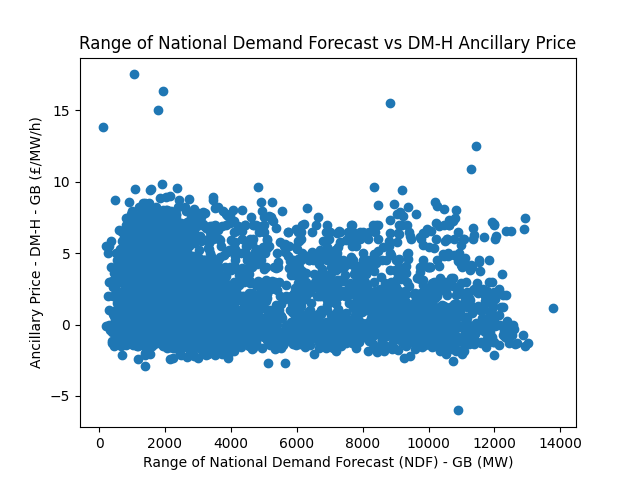 Range of National Demand Forecast vs DM-H Ancillary Price
Ancillary Price - DM-H - GB (£/MW/h)
15
10
5
0
−5
0 2000 4000 6000 8000 10000 12000 14000
Range of National Demand Forecast (NDF) - GB (MW)